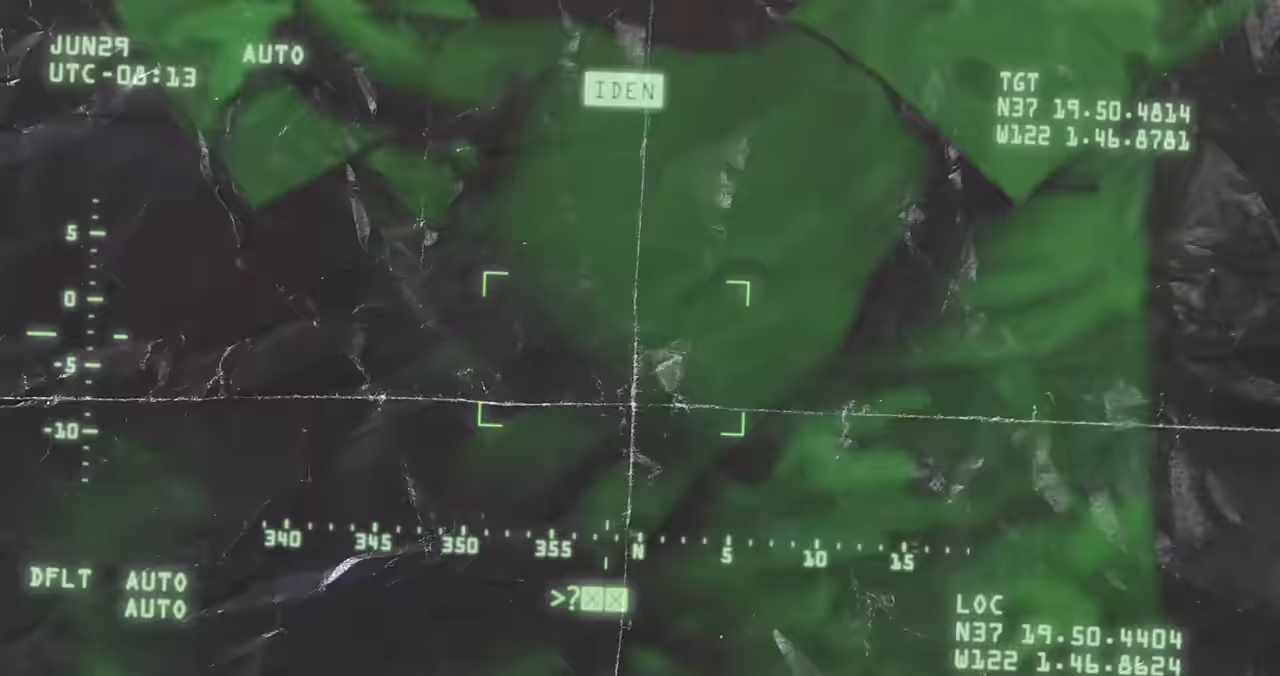 JUN29
UTC-08:13
AUTO
IDEN
TGT
N37 19.50.4814
W122 1.46.8781
5
0
-5
-10
340 345 350 355 N 5 10 15
DFLT AUTO
AUTO
>?
LOC
N37 19.50.4404
W122 1.46.8624